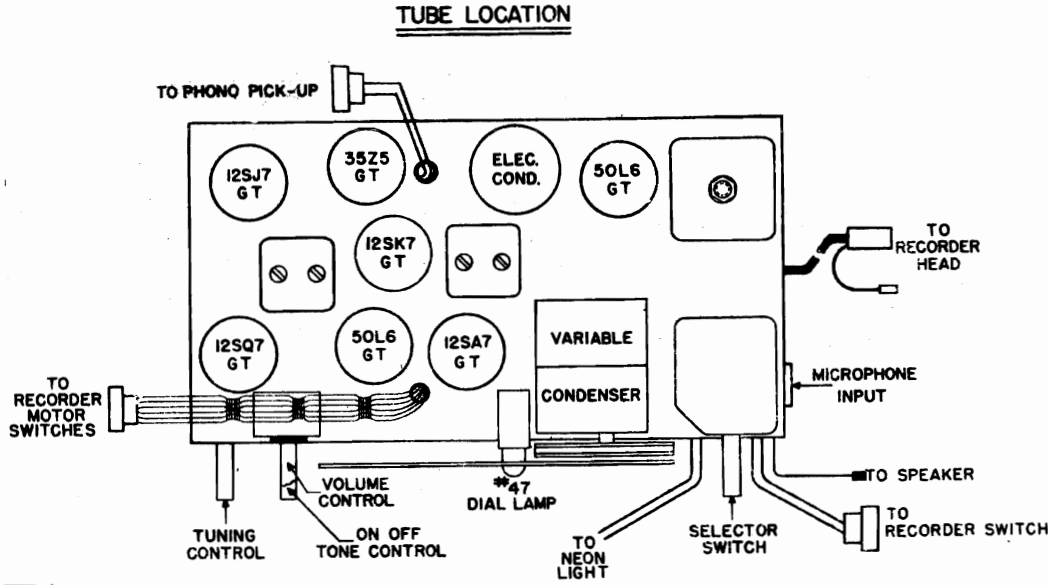 TUBE LOCATION
TO PHONO PICK-UP
12SJ7
GT
35Z5
GT
ELEC.
COND.
50L6
GT
12SK7
GT
TO
RECORDER
HEAD
12SQ7
GT
50L6
GT
12SA7
GT
VARIABLE
CONDENSER
TO
RECORDER
MOTOR
SWITCHES
MICROPHONE
INPUT
VOLUME
CONTROL
#47
DIAL LAMP
TO SPEAKER
TUNING
CONTROL
ON OFF
TONE CONTROL
TO
NEON
LIGHT
SELECTOR
SWITCH
TO
RECORDER SWITCH